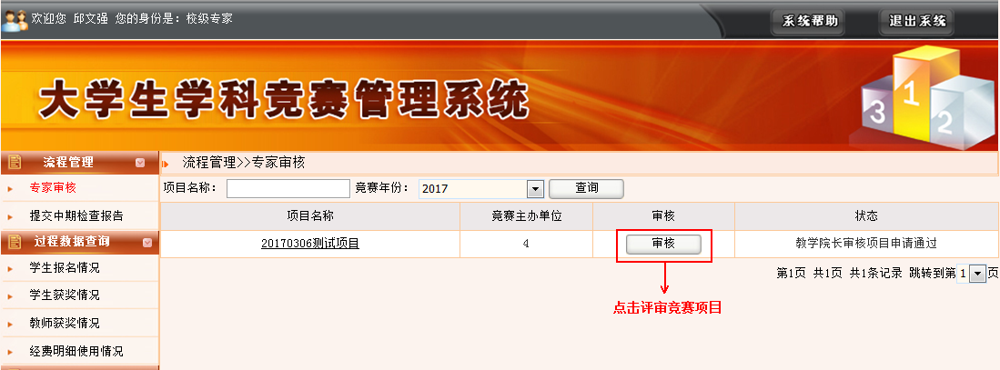 欢迎您 邱文强 您的身份是：校级专家
系统帮助 退出系统
大学生学科竞赛管理系统
3 1 2
流程管理
专家审核
提交中期检查报告
过程数据查询
学生报名情况
学生获奖情况
教师获奖情况
经费明细使用情况
流程管理>>专家审核
项目名称： 竞赛年份： 2017 查询
项目名称 竞赛主办单位 审核 状态
20170306测试项目 4 审核 教学院长审核项目申请通过
第1页 共1页 共1条记录 跳转到第 1 页
点击评审竞赛项目